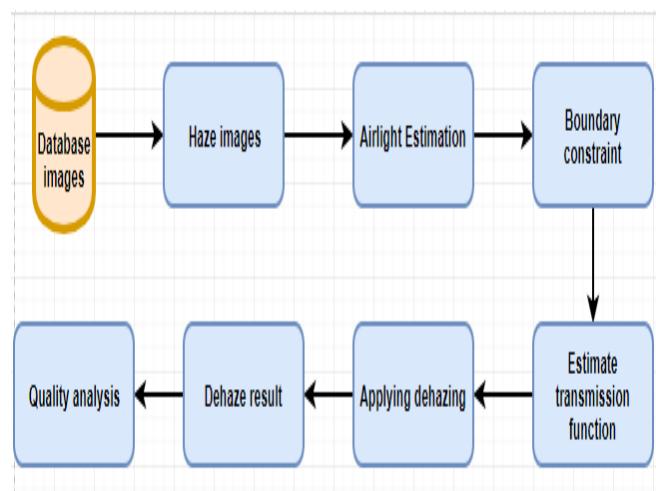 Database
images
Haze images
Airlight Estimation
Boundary
constraint
Estimate
transmission
function
Applying dehazing
Dehaze result
Quality analysis